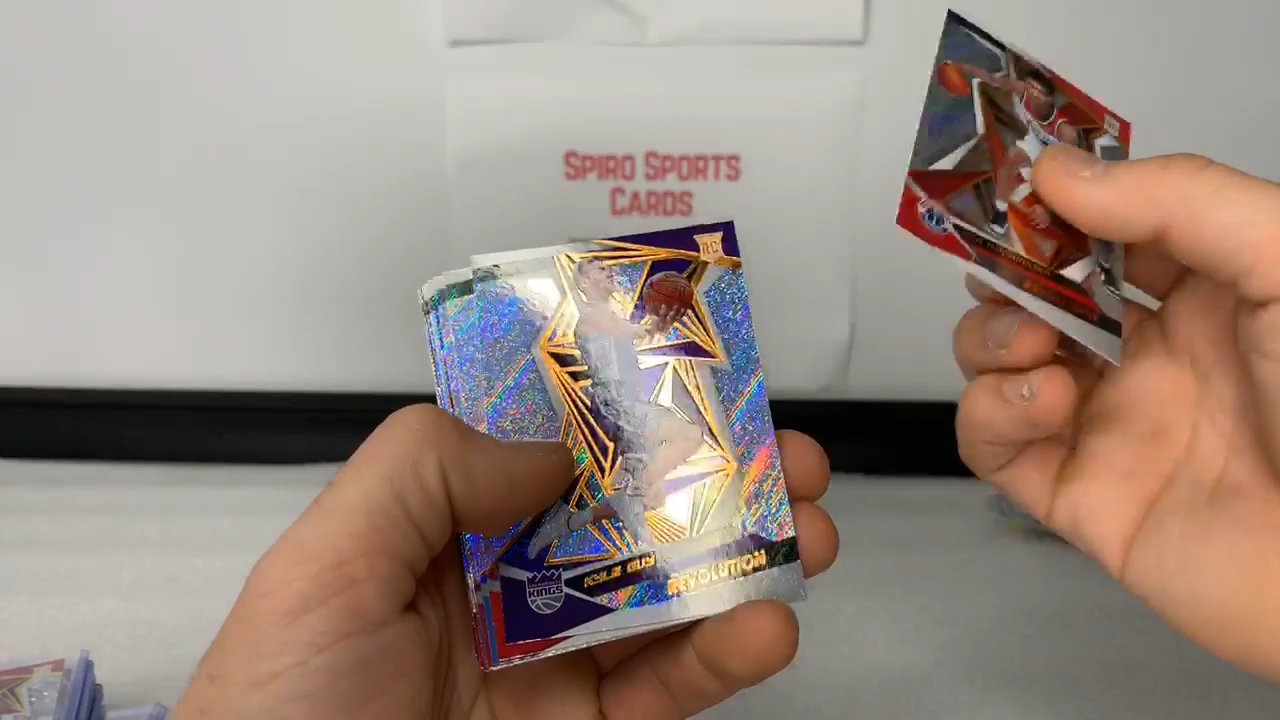 SPIRO SPORTS
CARDS
RC
KYLE GUY
REVOLUTION
KINGS